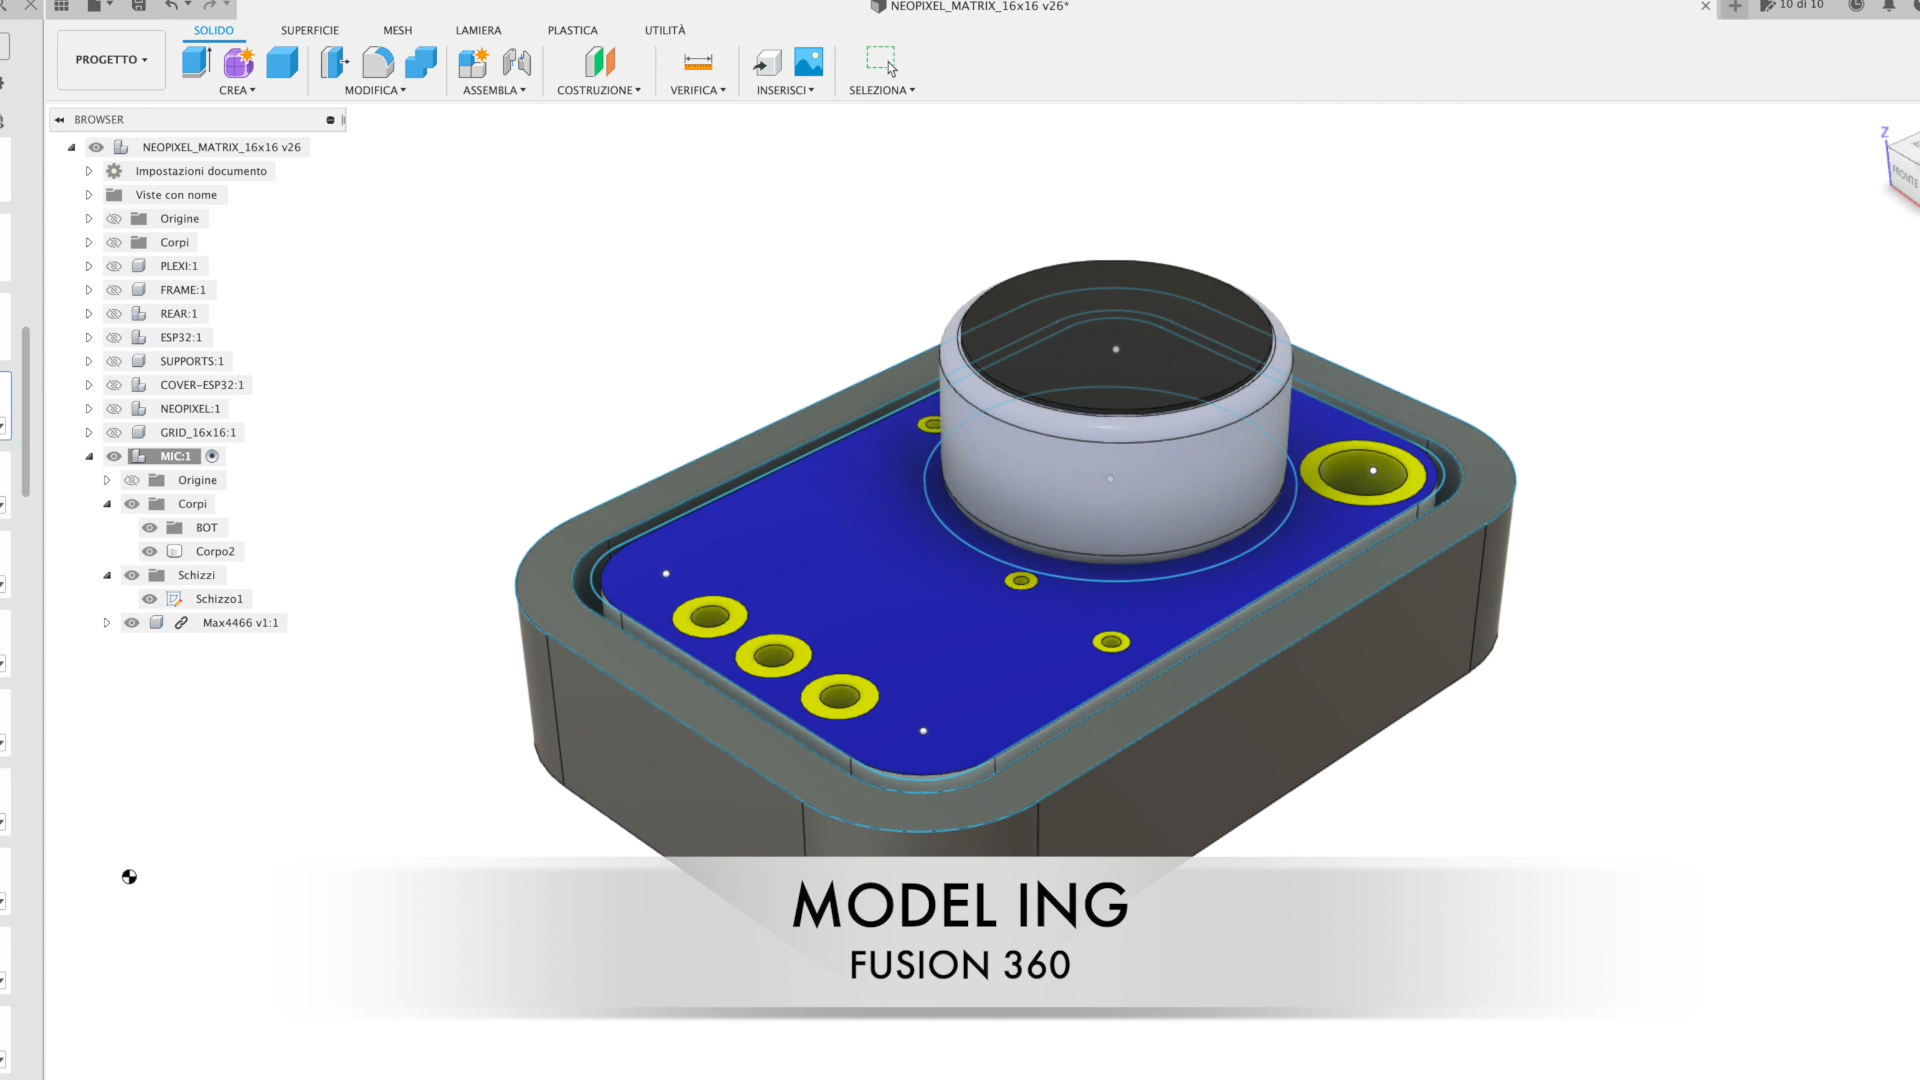 NEOPIXEL_MATRIX_16x16 v26*
10 di 10
SOLIDO SUPERFICIE MESH LAMIERA PLASTICA UTILITÀ
PROGETTO
CREA MODIFICA ASSEMBLA COSTRUZIONE VERIFICA INSERISCI SELEZIONA
BROWSER
NEOPIXEL_MATRIX_16x16 v26
Impostazioni documento
Viste con nome
Origine
Corpi
PLEXI:1
FRAME:1
REAR:1
ESP32:1
SUPPORTS:1
COVER-ESP32:1
NEOPIXEL:1
GRID_16x16:1
MIC:1
Origine
Corpi
BOT
Corpo2
Schizzi
Schizzo1
Max4466 v1:1
Z
FRONTE
MODEL ING
FUSION 360